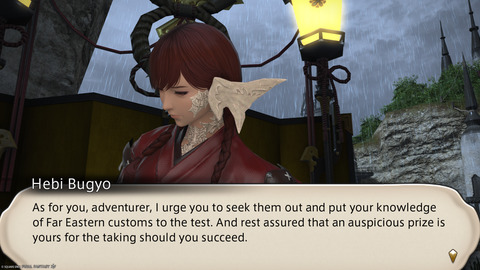 Hebi Bugyo
As for you, adventurer, I urge you to seek them out and put your knowledge
of Far Eastern customs to the test. And rest assured that an auspicious prize is
yours for the taking should you succeed.